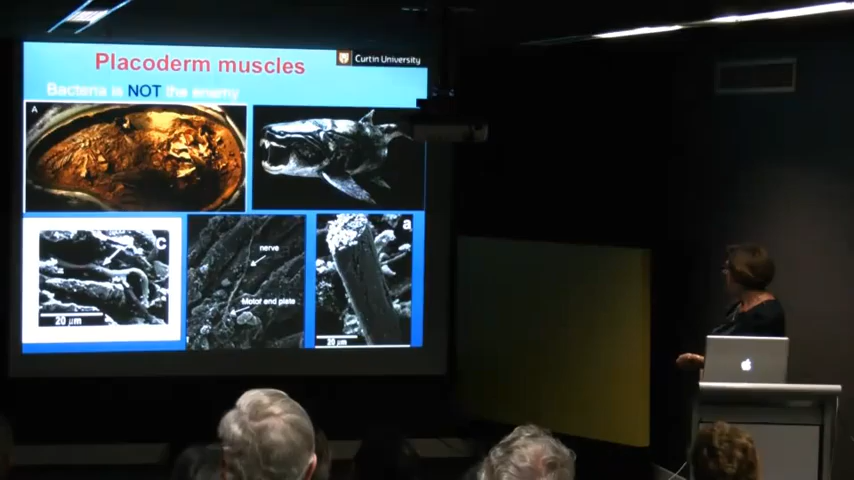 Placoderm muscles
Curtin University
Bacteria is NOT the enemy
A
c
20 µm
nerve
Motor end plate
a
20 µm